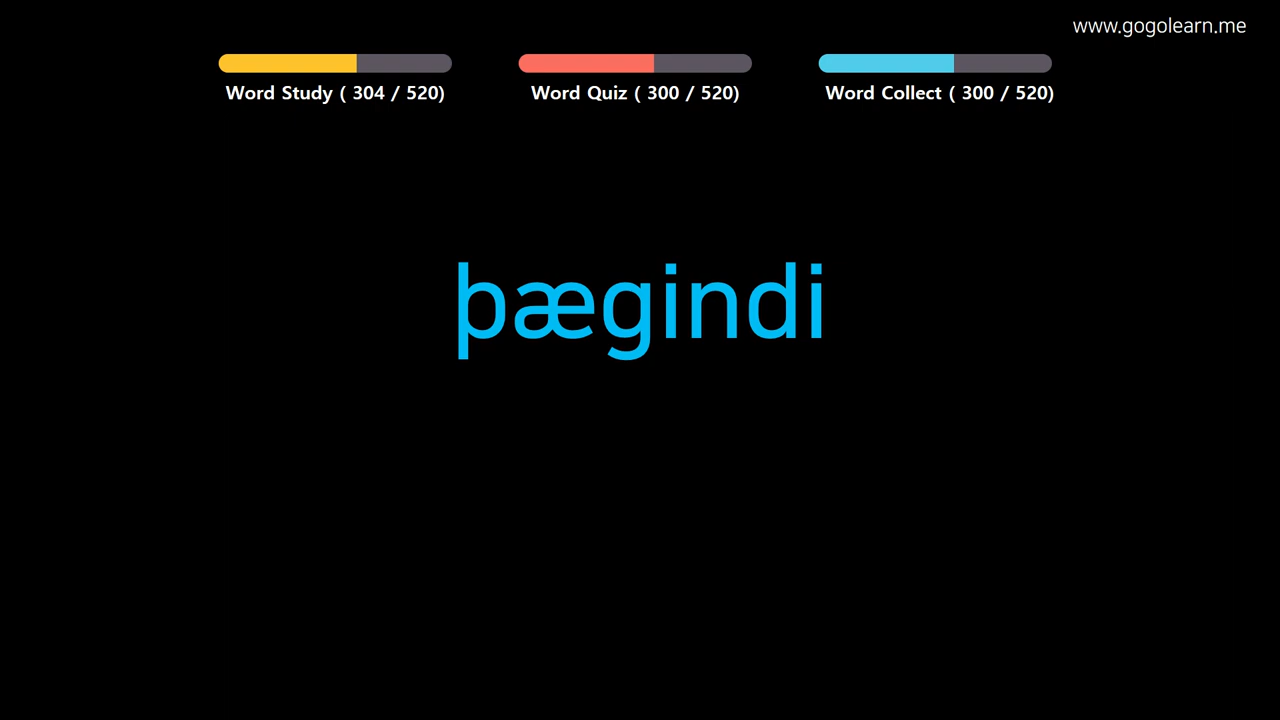 www.gogolearn.me
Word Study ( 304 / 520)
Word Quiz ( 300 / 520)
Word Collect ( 300 / 520)
þægindi